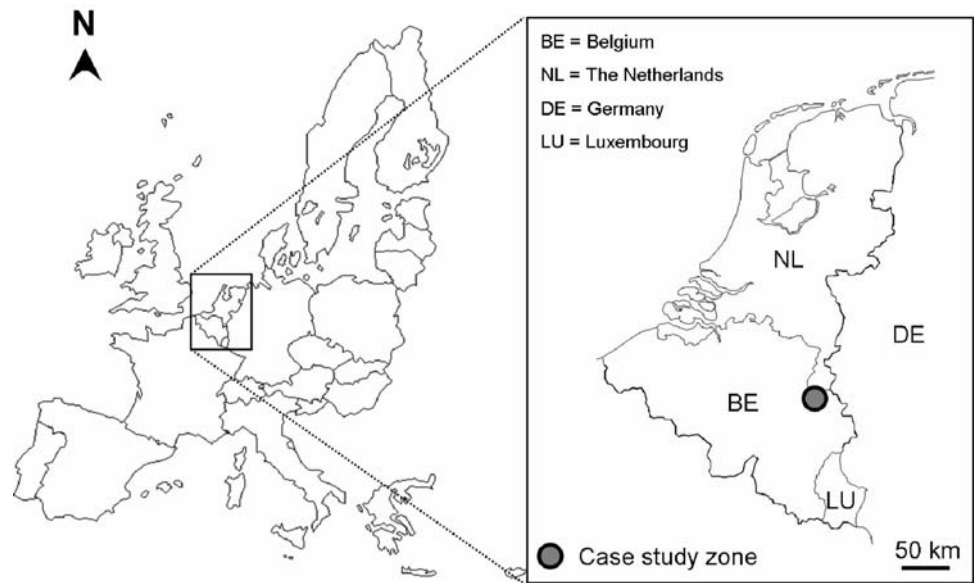 N
BE = Belgium
NL = The Netherlands
DE = Germany
LU = Luxembourg
NL
DE
BE
LU
Case study zone
50 km